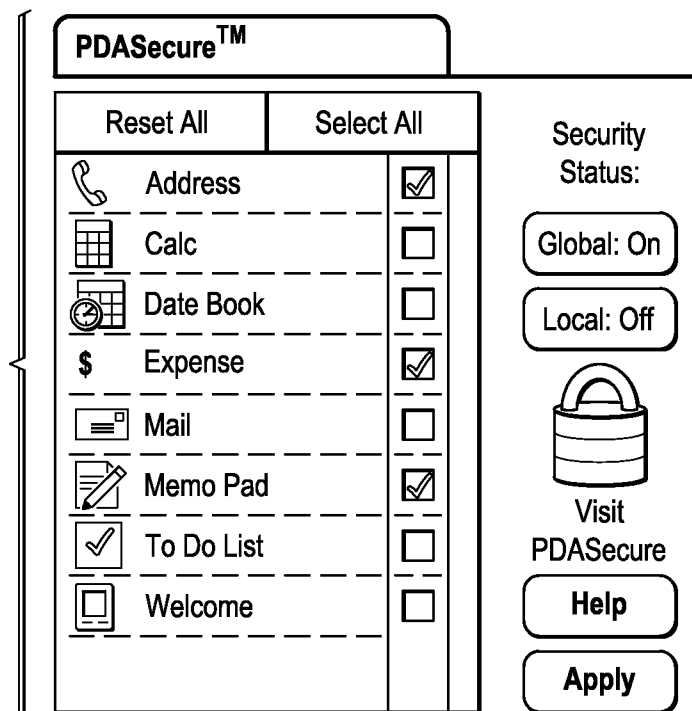 PDASecure™
Reset All Select All
Address
Calc
Date Book
$ Expense
Mail
Memo Pad
To Do List
Welcome
Security
Status:
Global: On
Local: Off
Visit
PDASecure
Help
Apply